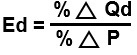 Ed = % △ Qd
% △ P